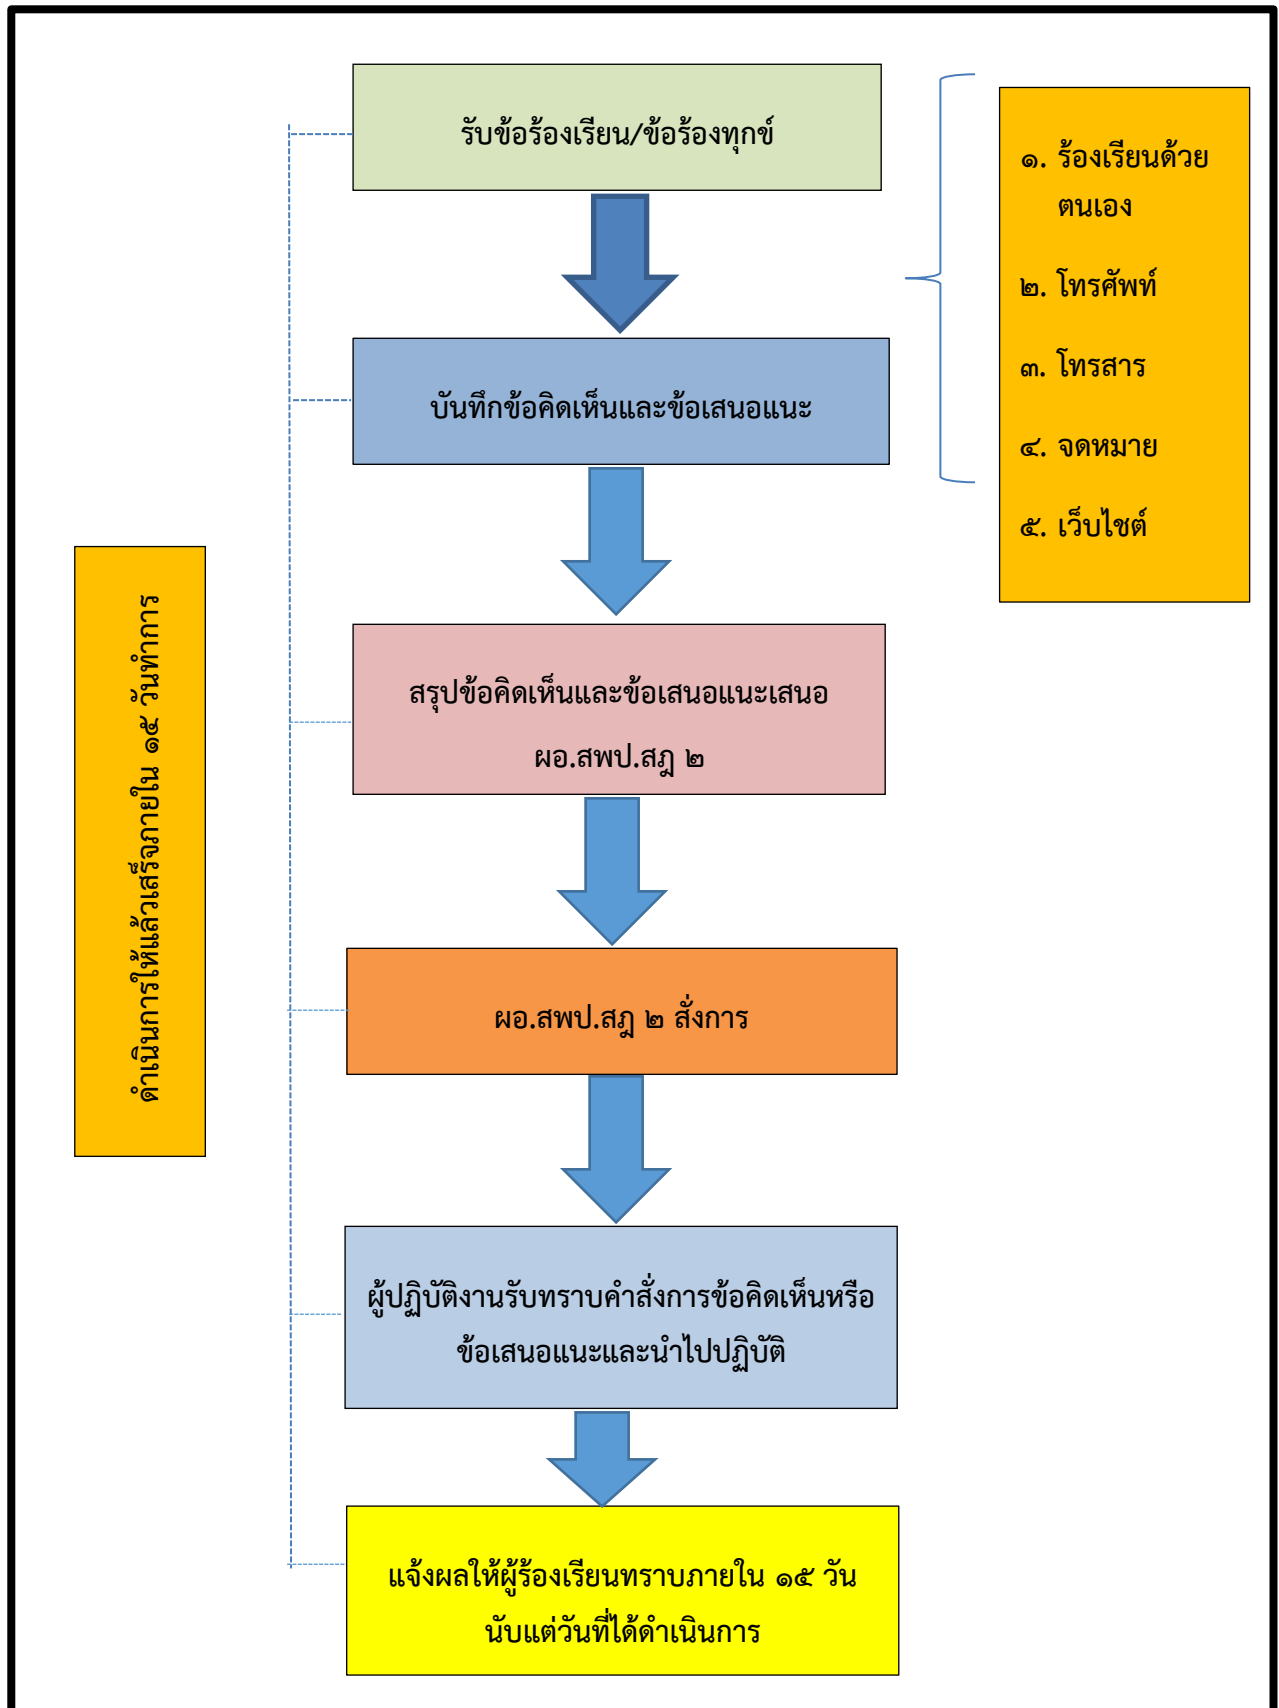 รับข้อร้องเรียน/ข้อร้องทุกข์
๑. ร้องเรียนด้วย
ตนเอง
๒. โทรศัพท์
๓. โทรสาร
๔. จดหมาย
๕. เว็บไชต์
บันทึกข้อคิดเห็นและข้อเสนอแนะ
สรุปข้อคิดเห็นและข้อเสนอแนะเสนอ
ผอ.สพป.สฎ ๒
ดำเนินการให้แล้วเสร็จภายใน ๑๕ วันทำการ
ผอ.สพป.สฎ ๒ สั่งการ
ผู้ปฏิบัติงานรับทราบคำสั่งการข้อคิดเห็นหรือ
ข้อเสนอแนะและนำไปปฏิบัติ
แจ้งผลให้ผู้ร้องเรียนทราบภายใน ๑๕ วัน
นับแต่วันที่ได้ดำเนินการ